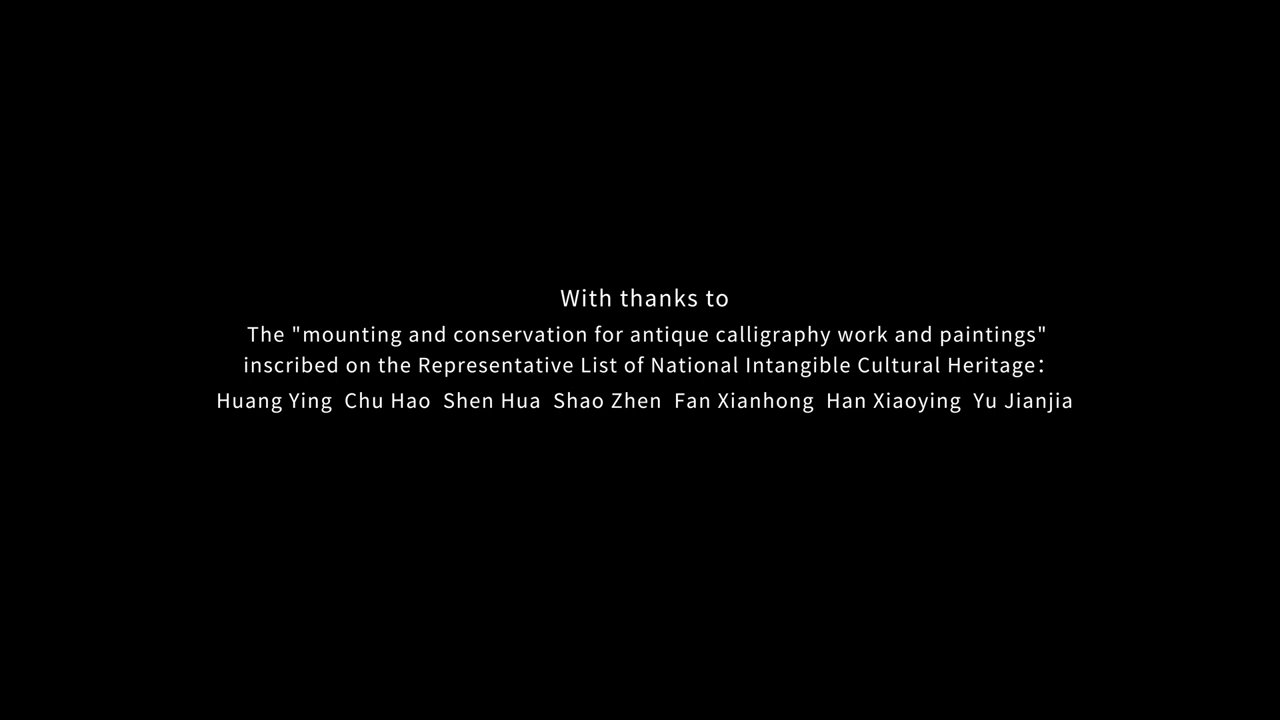 With thanks to
The "mounting and conservation for antique calligraphy work and paintings"
inscribed on the Representative List of National Intangible Cultural Heritage：
Huang Ying  Chu Hao  Shen Hua  Shao Zhen  Fan Xianhong  Han Xiaoying  Yu Jianjia